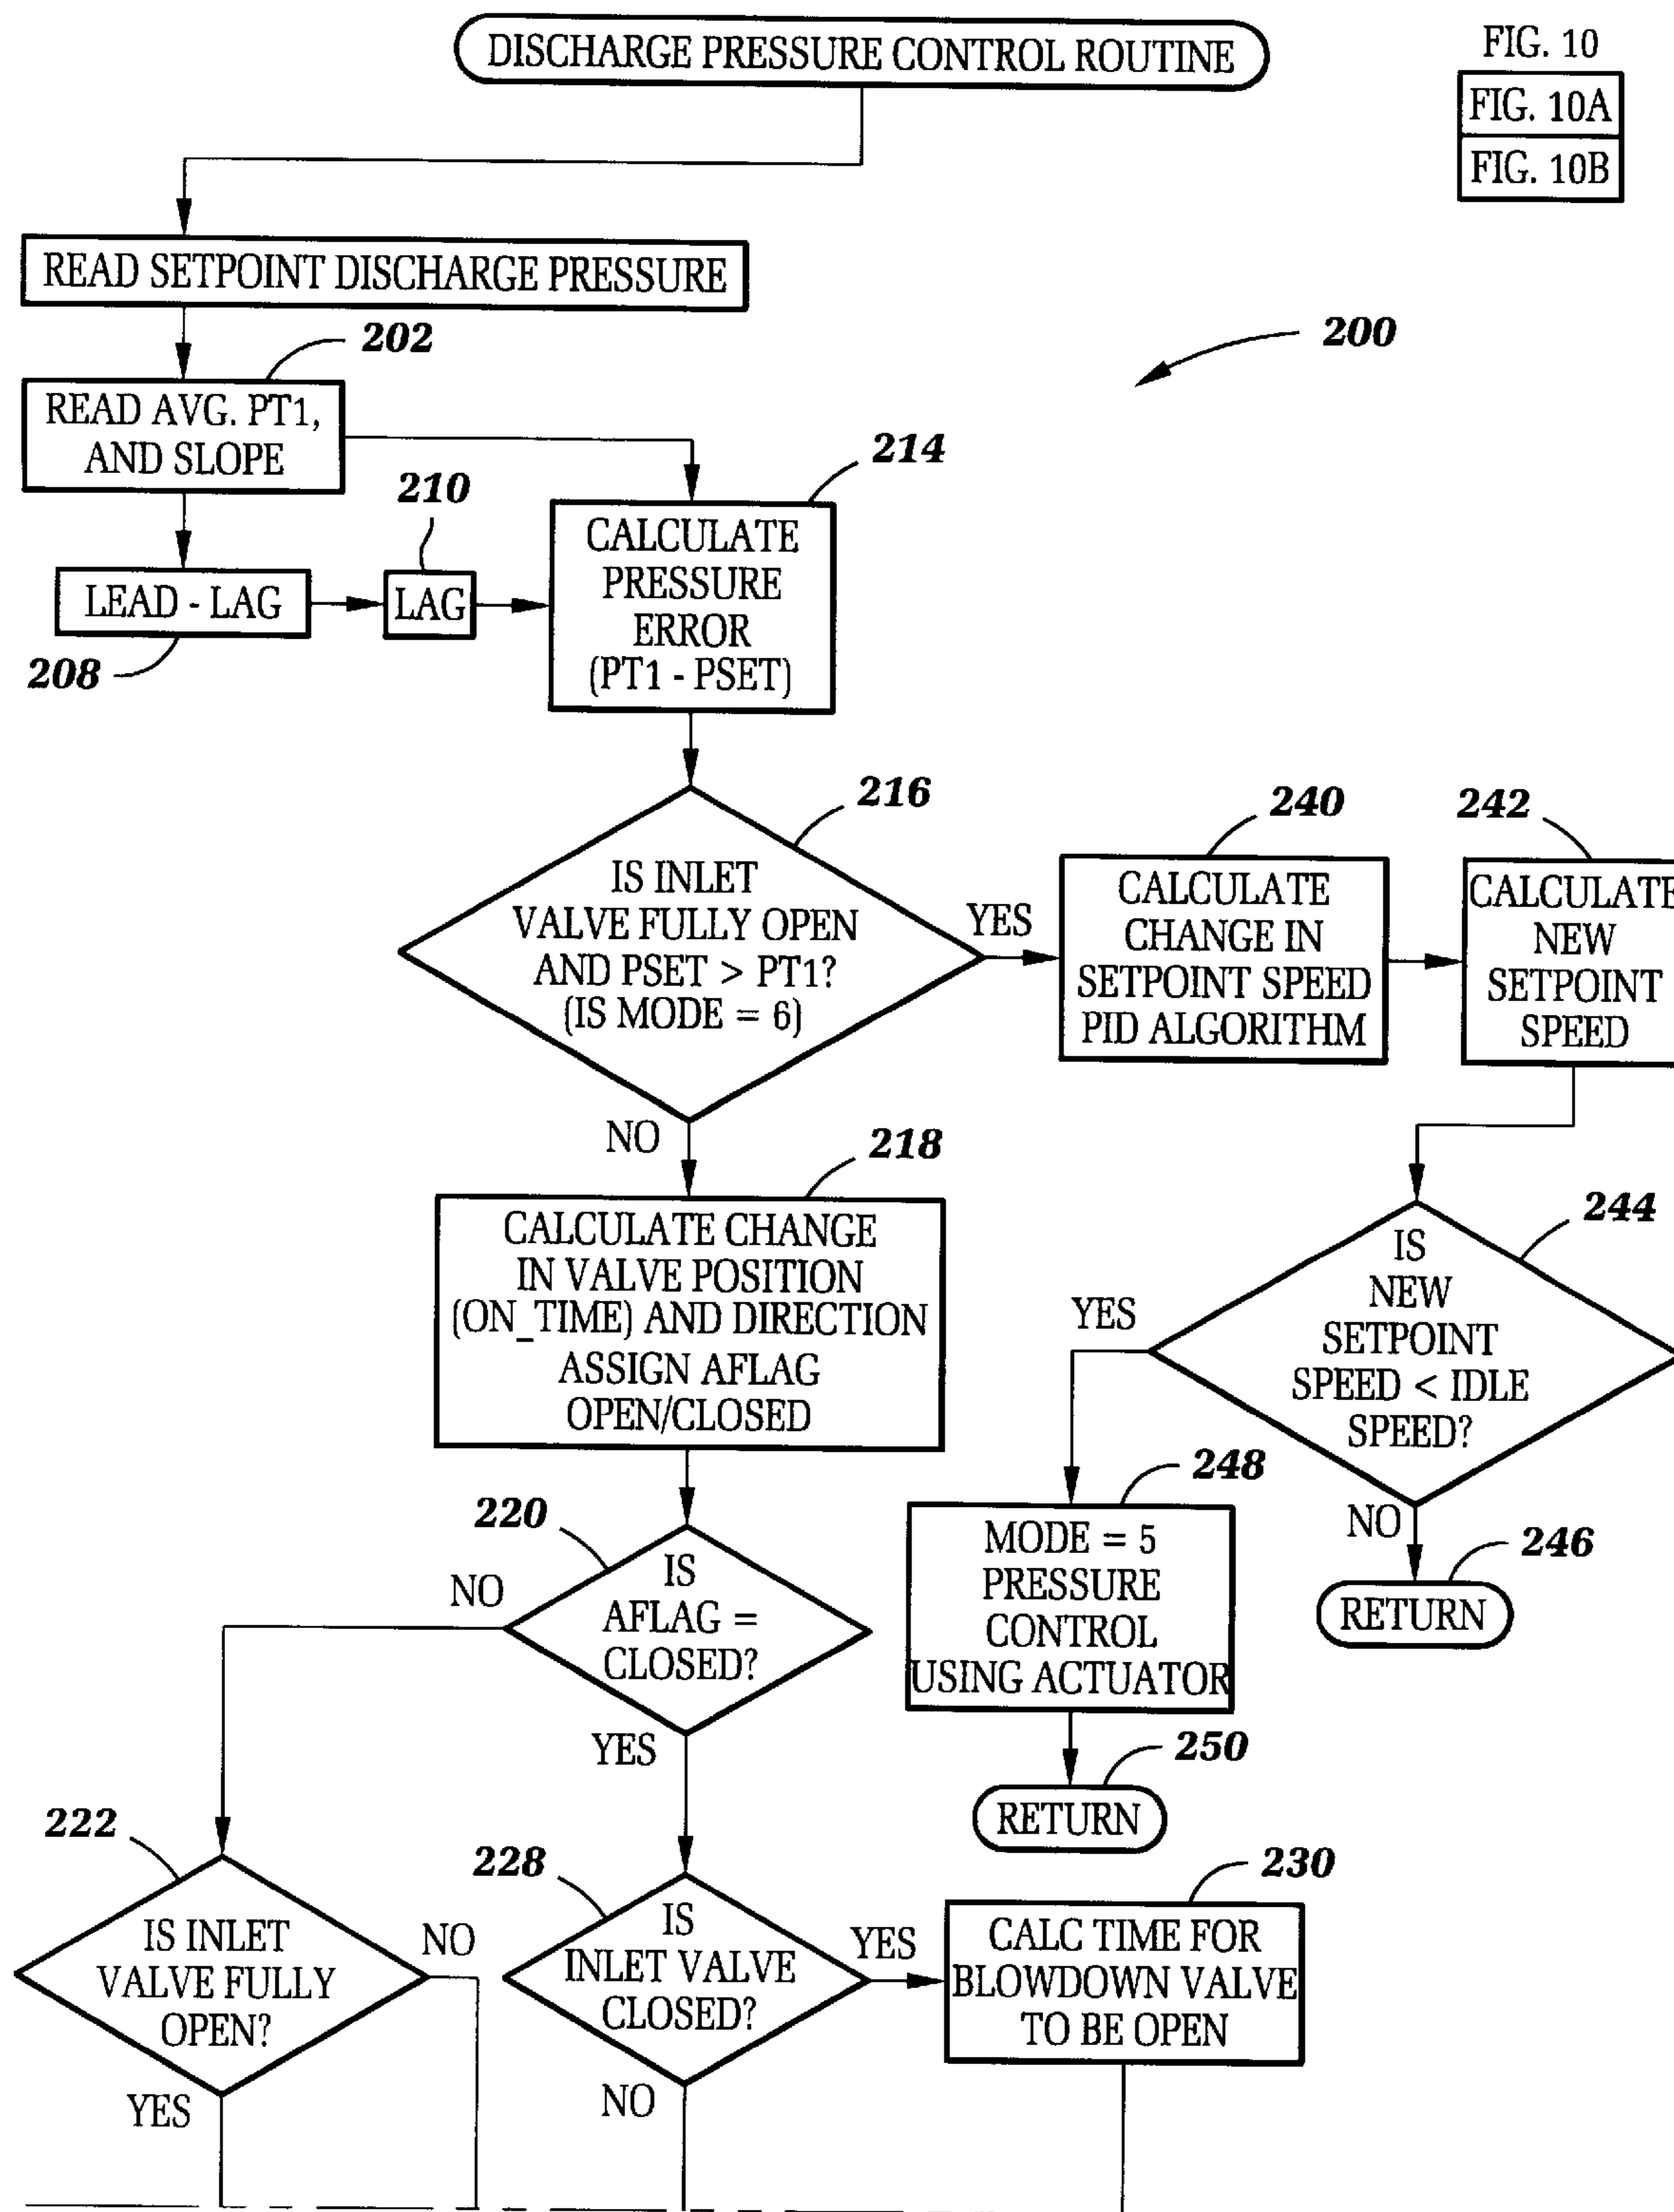 DISCHARGE PRESSURE CONTROL ROUTINE
FIG. 10
FIG. 10A
FIG. 10B
READ SETPOINT DISCHARGE PRESSURE
202
200
READ AVG. PT1,
AND SLOPE
214
210
CALCULATE
PRESSURE
ERROR
(PT1 - PSET)
LEAD - LAG
LAG
208
216
240
242
IS INLET
VALVE FULLY OPEN
AND PSET > PT1?
(IS MODE = 6)
YES
CALCULATE
CHANGE IN
SETPOINT SPEED
PID ALGORITHM
CALCULATE
NEW
SETPOINT
SPEED
NO
218
CALCULATE CHANGE
IN VALVE POSITION
(ON_TIME) AND DIRECTION
ASSIGN AFLAG
OPEN/CLOSED
244
IS
NEW
SETPOINT
SPEED < IDLE
SPEED?
YES
NO
246
RETURN
248
MODE = 5
PRESSURE
CONTROL
USING ACTUATOR
250
RETURN
220
IS
AFLAG =
CLOSED?
NO
YES
222
IS INLET
VALVE FULLY
OPEN?
NO
YES
228
IS
INLET VALVE
CLOSED?
YES
NO
230
CALC TIME FOR
BLOWDOWN VALVE
TO BE OPEN